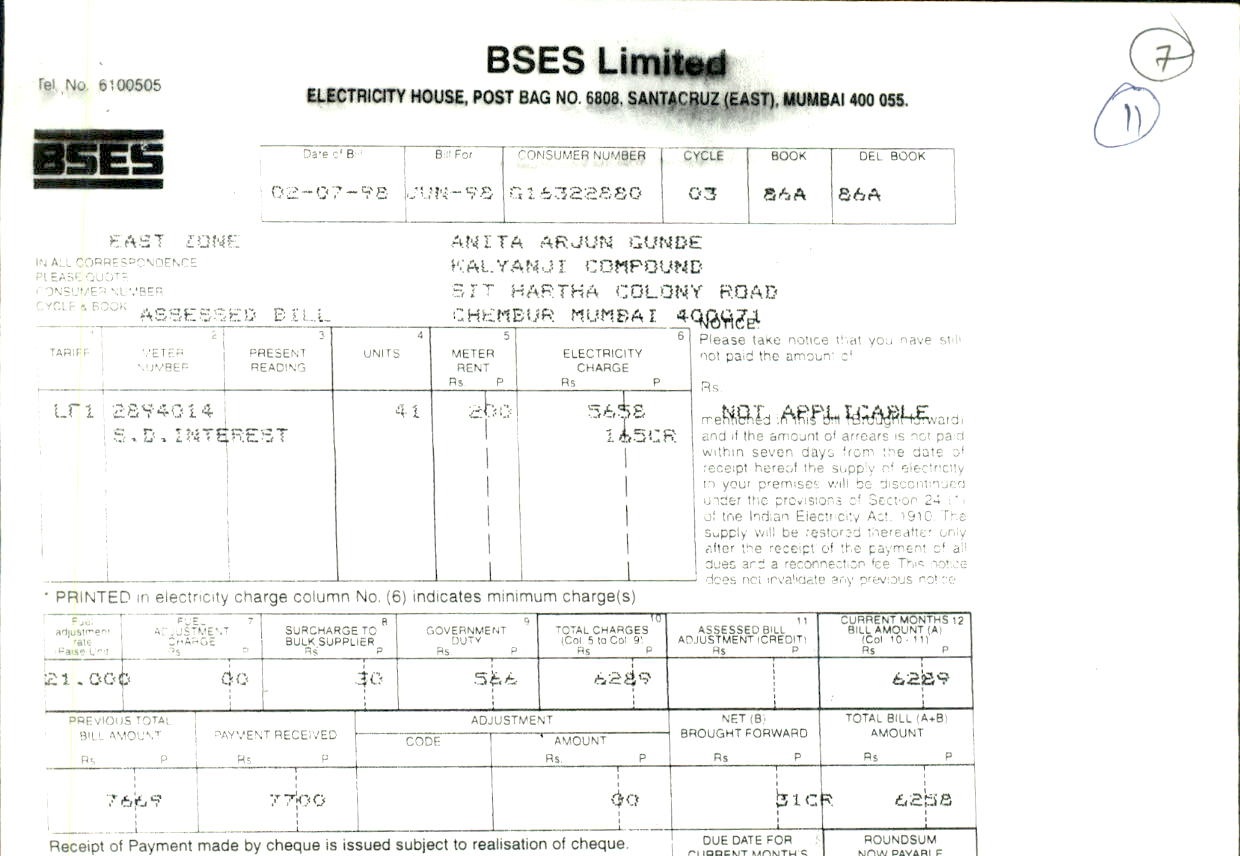 7
11
BSES Limited
Tel. No. 6100505
ELECTRICITY HOUSE, POST BAG NO. 6808, SANTACRUZ (EAST), MUMBAI 400 055.
BSES
Date of Bill Bill For CONSUMER NUMBER CYCLE BOOK DEL BOOK
02-07-98 JUN-98 G16322880 03 86A 86A
EAST ZONE ANITA ARJUN GUNDE
IN ALL CORRESPONDENCE KALYANJI COMPOUND
PLEASE QUOTE
CONSUMER NUMBER SIT HARTHA COLONY ROAD
CYCLE & BOOK ASSESSED BILL CHEMBUR MUMBAI 400071
NOTICE
1 2 3 4 5 6
Please take notice that you have still
TARIFF METER NUMBER PRESENT READING UNITS METER RENT ELECTRICITY CHARGE
not paid the amount of
Rs P Rs P
Rs.
LF1 2894014 41 200 5658 NOT APPLICABLE
mentioned in this bill (Brought forward)
S.D.INTEREST 165CR
and if the amount of arrears is not paid
within seven days from the date of
receipt hereof the supply of electricity
to your premises will be discontinued
under the provisions of Section 24 (1)
of the Indian Electricity Act. 1910. The
supply will be restored thereafter only
after the receipt of the payment of all
dues and a reconnection fee. This notice
does not invalidate any previous notice
* PRINTED in electricity charge column No. (6) indicates minimum charge(s)
7 8 9 10 11 12
Fuel adjustment rate (Paise/Unit FUEL ADJUSTMENT CHARGE SURCHARGE TO BULK SUPPLIER GOVERNMENT DUTY TOTAL CHARGES (Col. 5 to Col. 9) ASSESSED BILL ADJUSTMENT (CREDIT) CURRENT MONTHS BILL AMOUNT (A) (Col 10 - 11)
Rs P Rs P Rs. P Rs P Rs P Rs P
21.000 00 30 566 6289 6289
PREVIOUS TOTAL BILL AMOUNT PAYMENT RECEIVED ADJUSTMENT NET (B) BROUGHT FORWARD TOTAL BILL (A+B) AMOUNT
CODE AMOUNT
Rs P Rs. P Rs. P Rs P Rs P
7669 7700 00 31CR 6258
Receipt of Payment made by cheque is issued subject to realisation of cheque.
DUE DATE FOR ROUNDSUM
CURRENT MONTH'S NOW PAYABLE